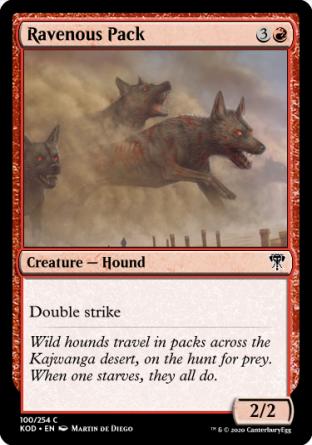 Ravenous Pack 3
Creature — Hound
Double strike
Wild hounds travel in packs across the
Kajwanga desert, on the hunt for prey.
When one starves, they all do.
2/2
100/254 C
KOD • EN Martin de Diego
™ & © 2020 CanterburyEgg